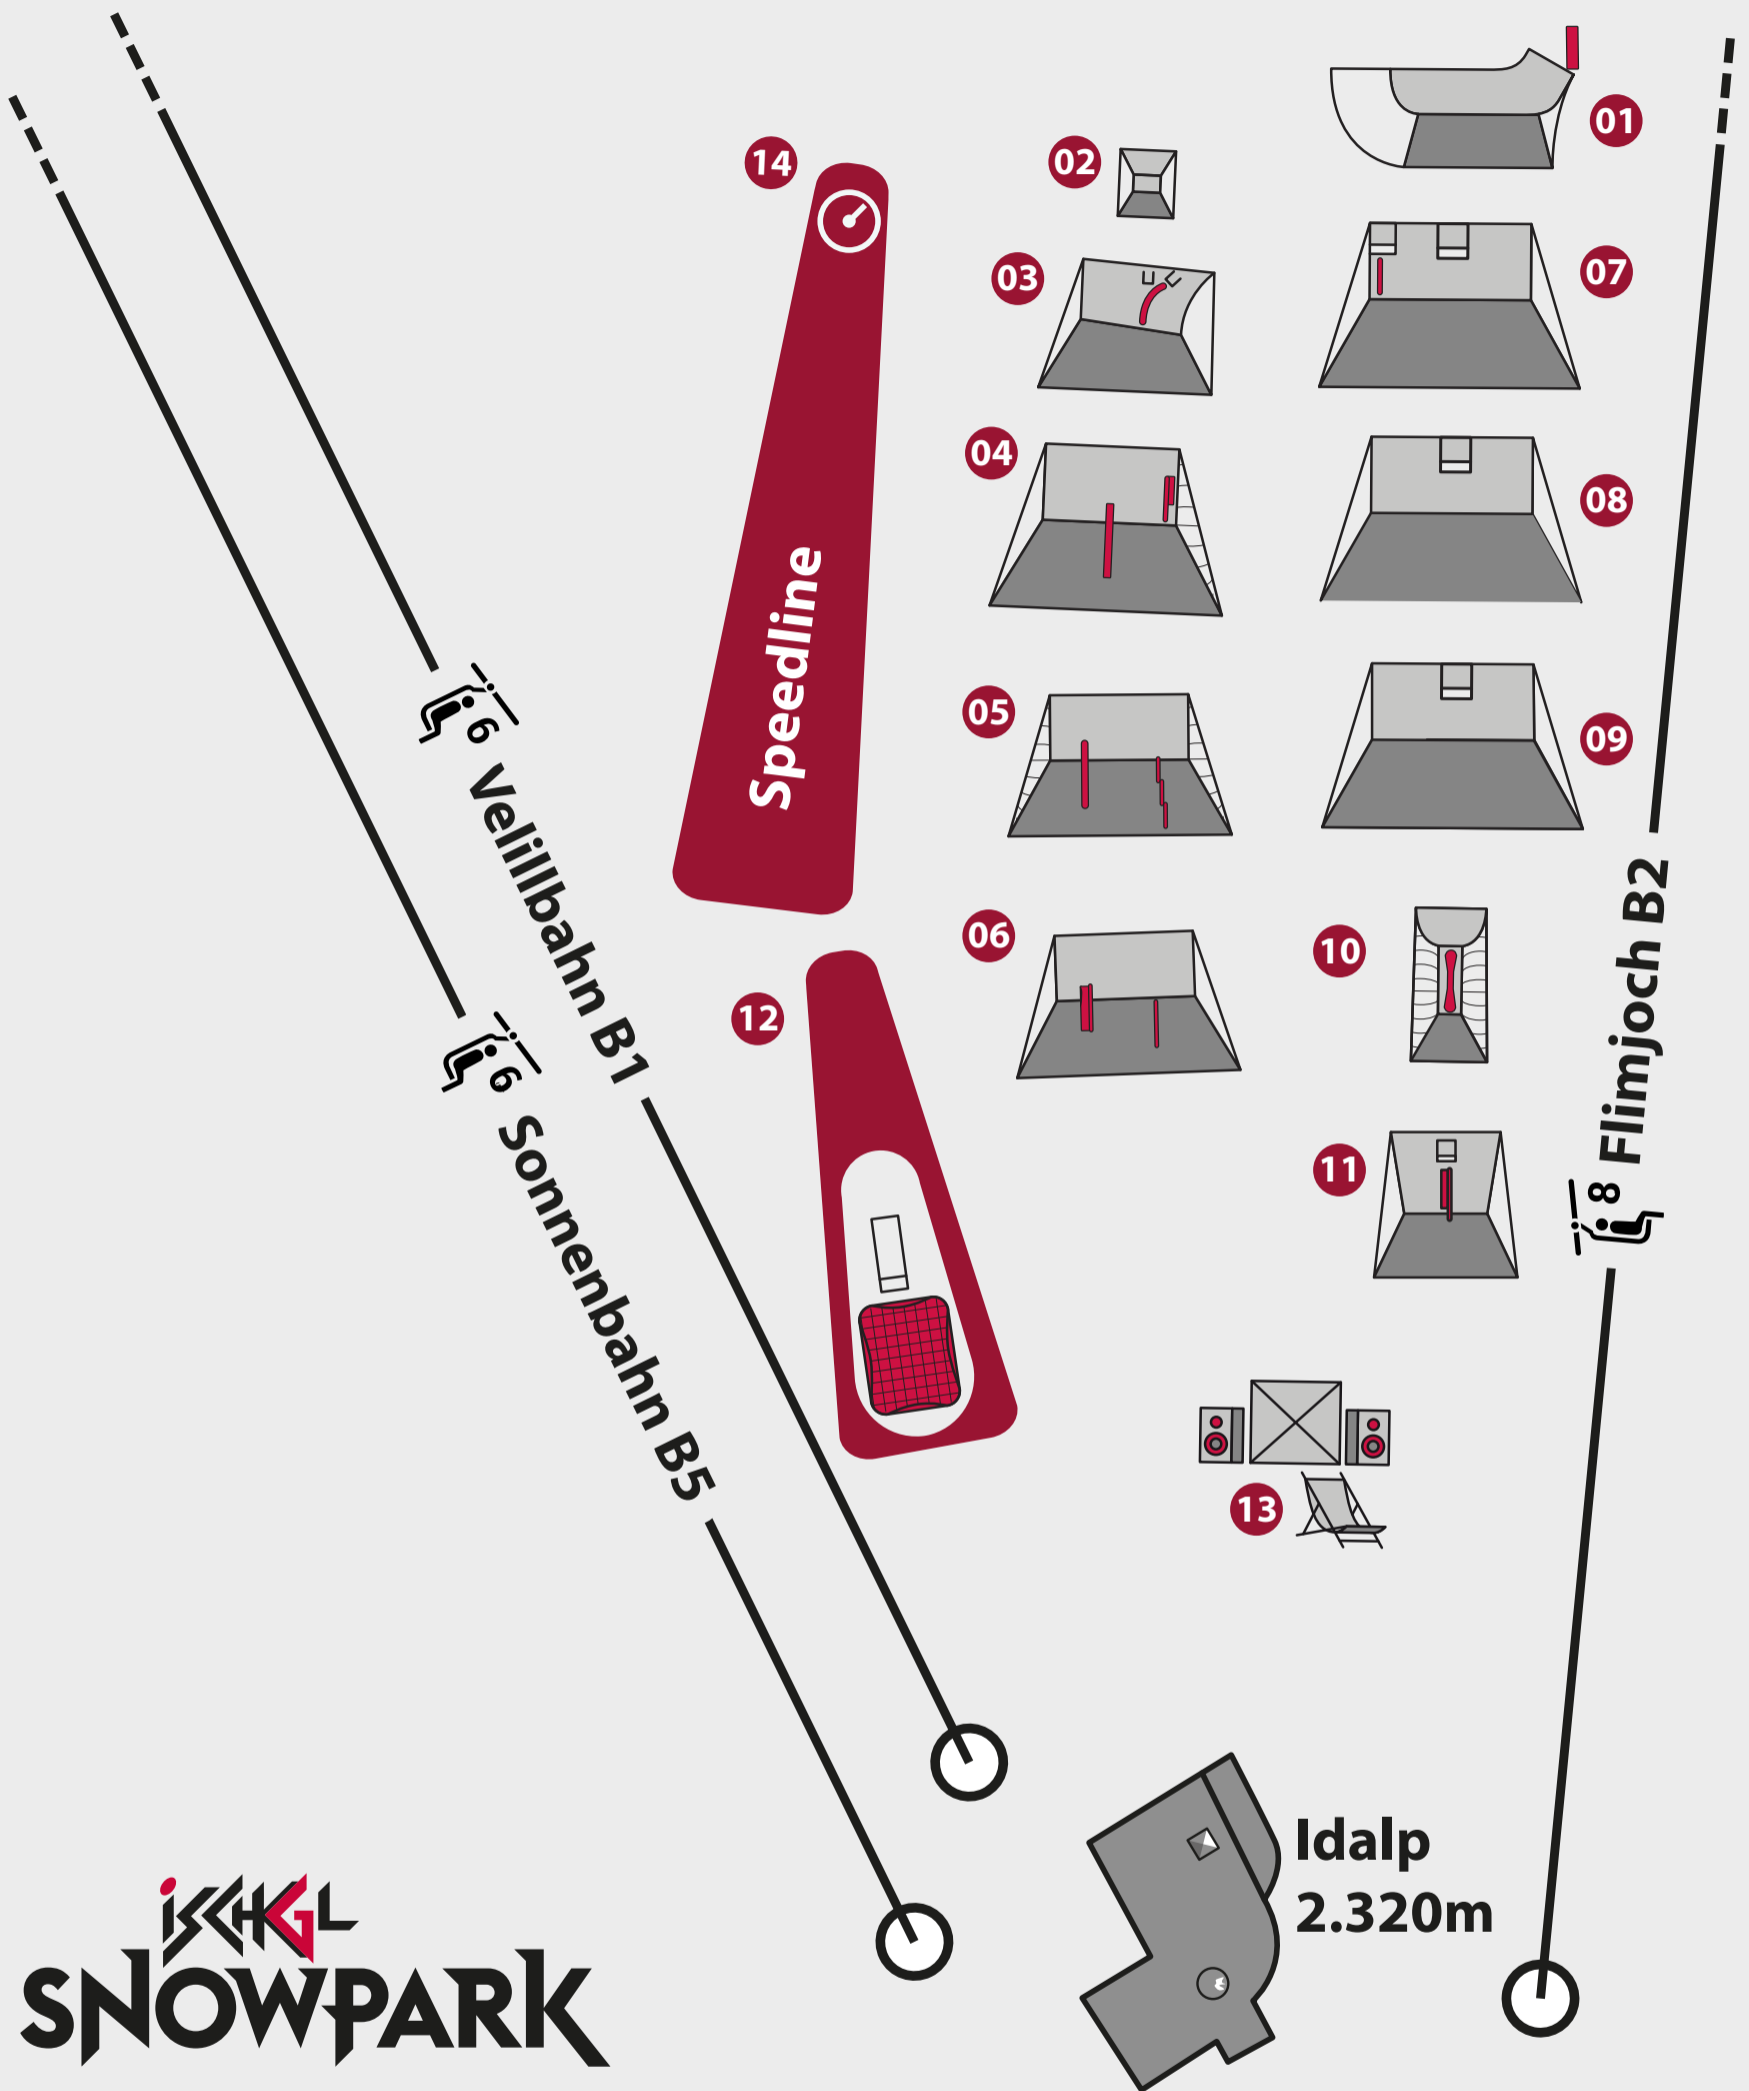 01
14
02
03
07
04
08
05
09
Speedline
06
10
12
11
13
6
Velillbahn B1
6
Sonnenbahn B5
8
Flimjoch B2
Idalp
2.320m
ISCHGL
SNOWPARK